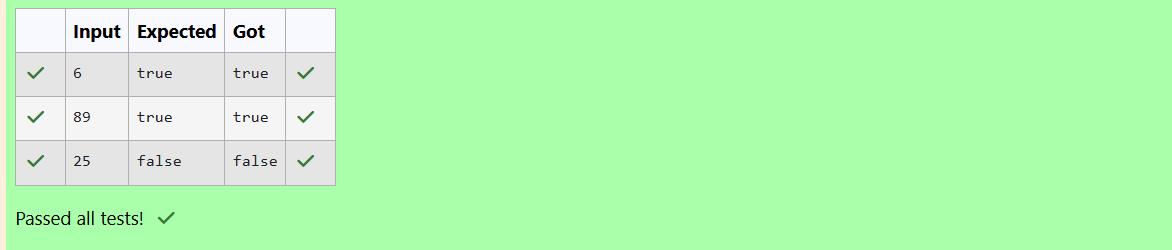 Input Expected Got
6 true true
89 true true
25 false false
Passed all tests!